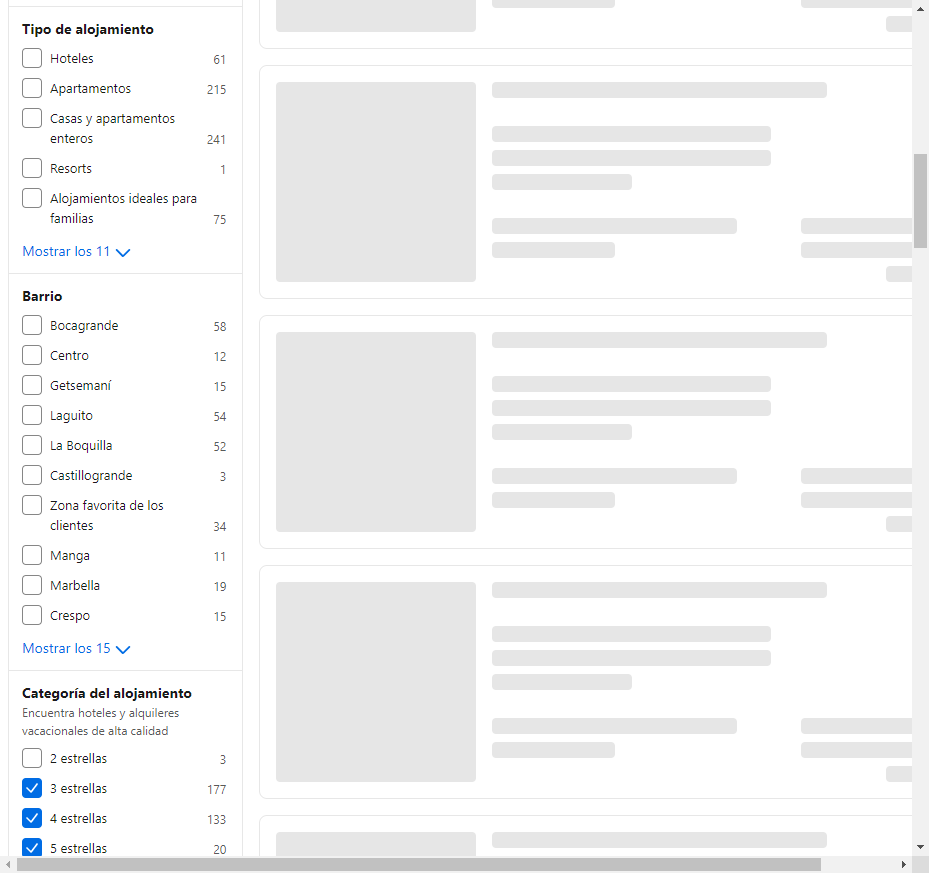 Tipo de alojamiento
Hoteles 61
Apartamentos 215
Casas y apartamentos
enteros 241
Resorts 1
Alojamientos ideales para
familias 75
Mostrar los 11
Barrio
Bocagrande 58
Centro 12
Getsemaní 15
Laguito 54
La Boquilla 52
Castillogrande 3
Zona favorita de los
clientes 34
Manga 11
Marbella 19
Crespo 15
Mostrar los 15
Categoría del alojamiento
Encuentra hoteles y alquileres
vacacionales de alta calidad
2 estrellas 3
3 estrellas 177
4 estrellas 133
5 estrellas 20